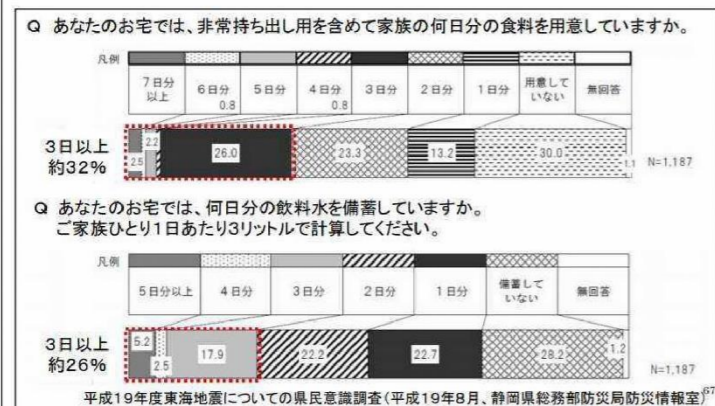 Q あなたのお宅では、非常持ち出し用を含めて家族の何日分の食料を用意していますか。
凡例
7日分以上 6日分 5日分 4日分 3日分 2日分 1日分 用意していない 無回答
0.8 0.8
3日以上
約32%
2.5 2.2 26.0 23.3 13.2 30.0 1.1 N=1,187
Q あなたのお宅では、何日分の飲料水を備蓄していますか。
ご家族ひとり1日あたり3リットルで計算してください。
凡例
5日分以上 4日分 3日分 2日分 1日分 備蓄していない 無回答
3日以上
約26%
5.2 2.5 17.9 22.2 22.7 28.2 1.2 N=1,187
平成19年度東海地震についての県民意識調査(平成19年8月、静岡県総務部防災局防災情報室)
67